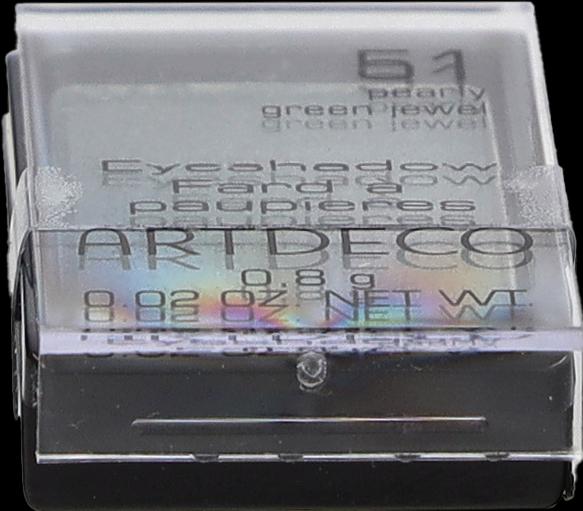 51
pearly
green jewel
Eyeshadow
Fard à
paupières
ARTDECO
0.8 g
0.02 OZ. NET WT.